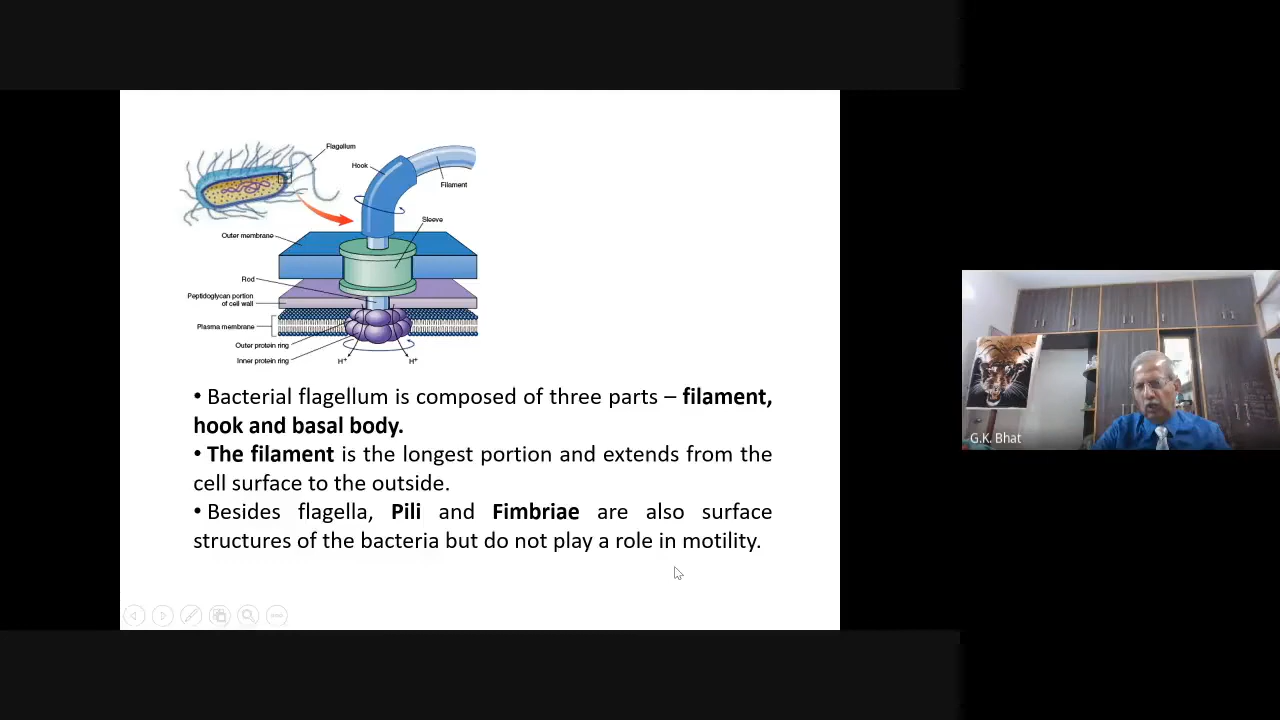 Flagellum
Hook
Filament
Sleeve
Outer membrane
Rod
Peptidoglycan portion
of cell wall
Plasma membrane
Outer protein ring
Inner protein ring
H+
H+
• Bacterial flagellum is composed of three parts – filament,
hook and basal body.
• The filament is the longest portion and extends from the
cell surface to the outside.
• Besides flagella, Pili and Fimbriae are also surface
structures of the bacteria but do not play a role in motility.
G.K. Bhat